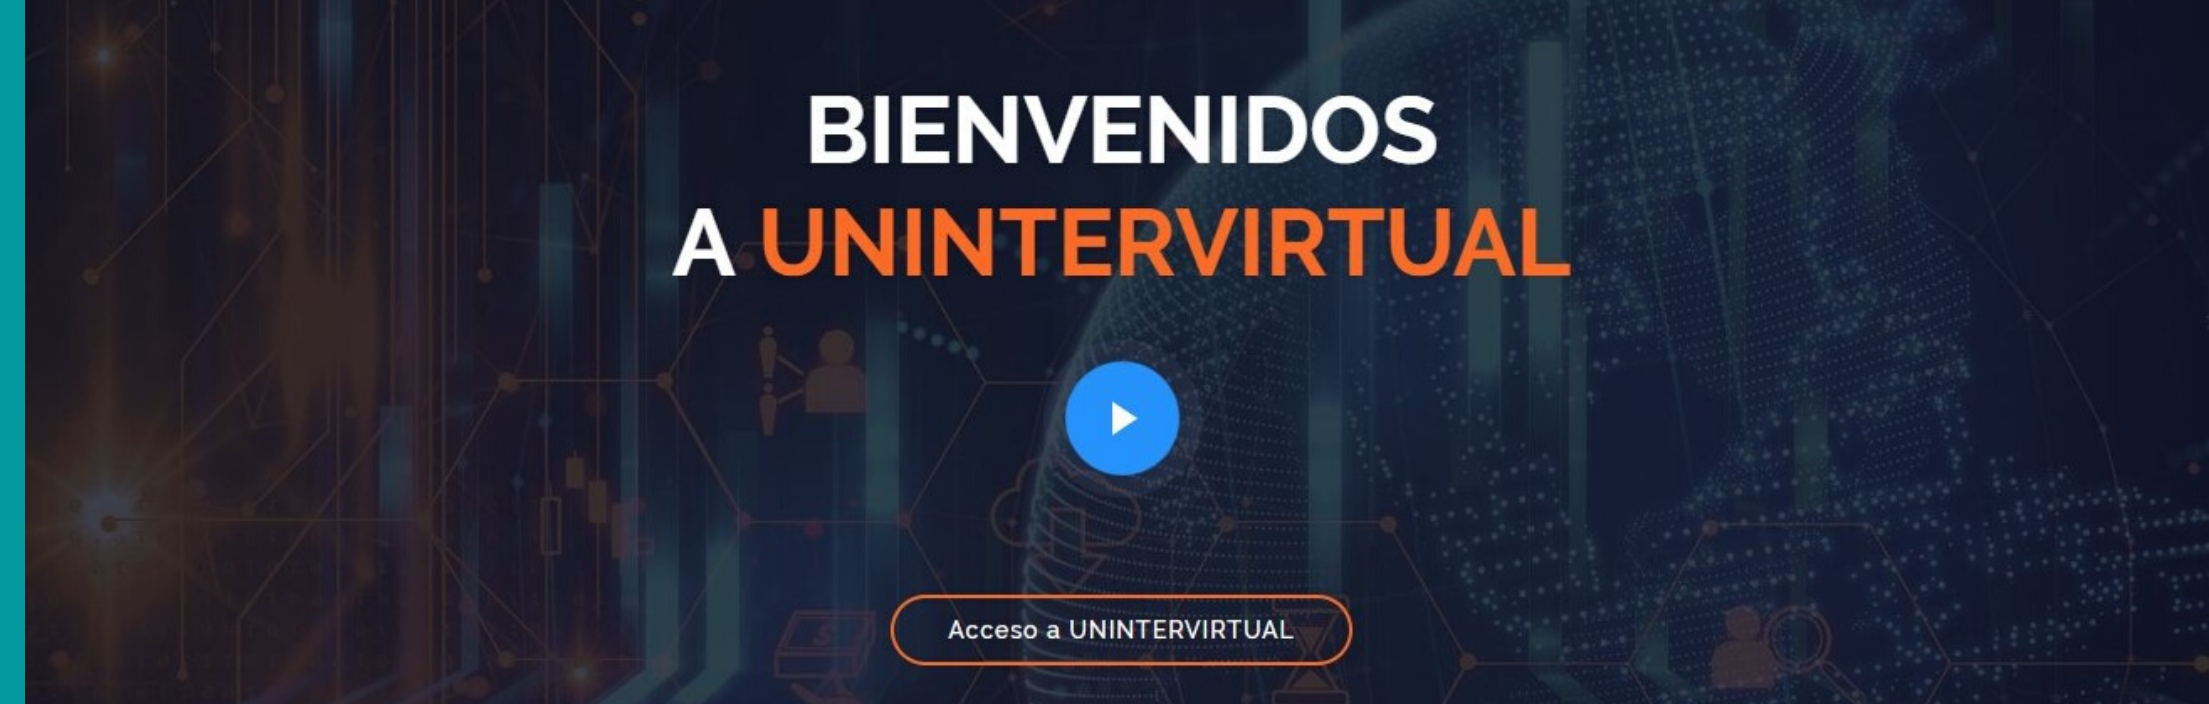 BIENVENIDOS
A UNINTERVIRTUAL
Acceso a UNINTERVIRTUAL